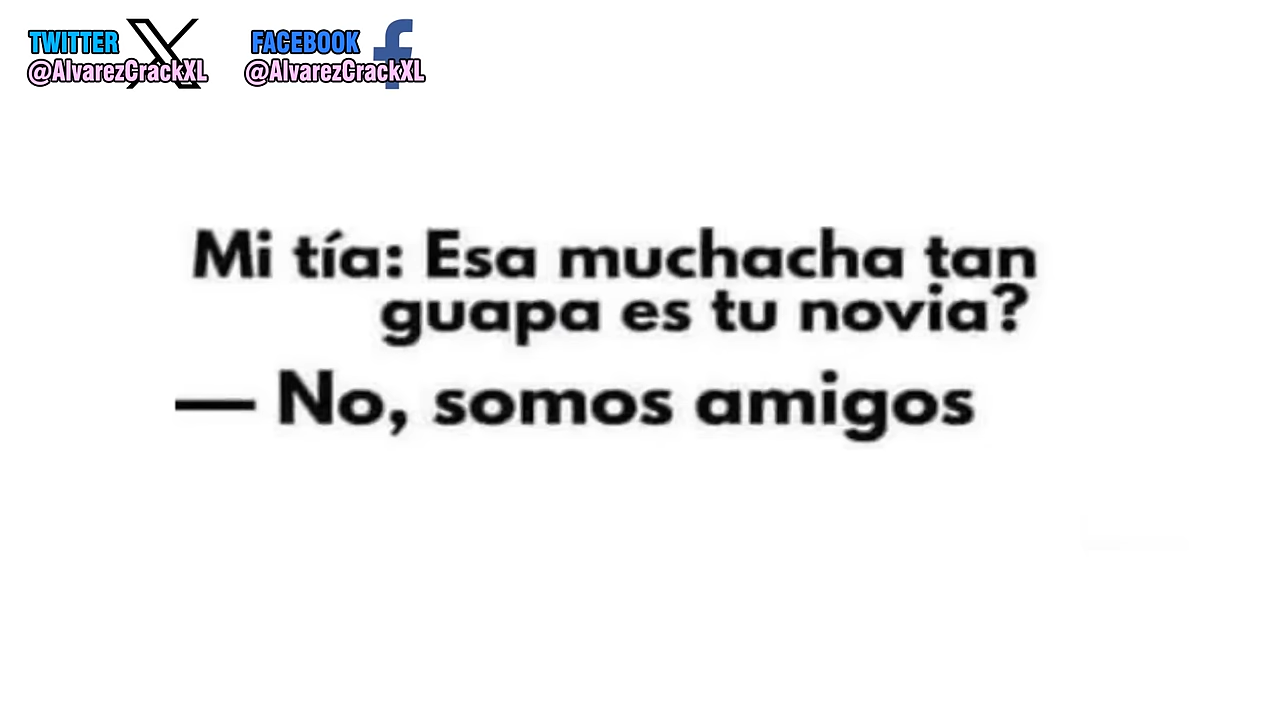 TWITTER
@AlvarezCrackXL
FACEBOOK
@AlvarezCrackXL
Mi tía: Esa muchacha tan
guapa es tu novia?
— No, somos amigos